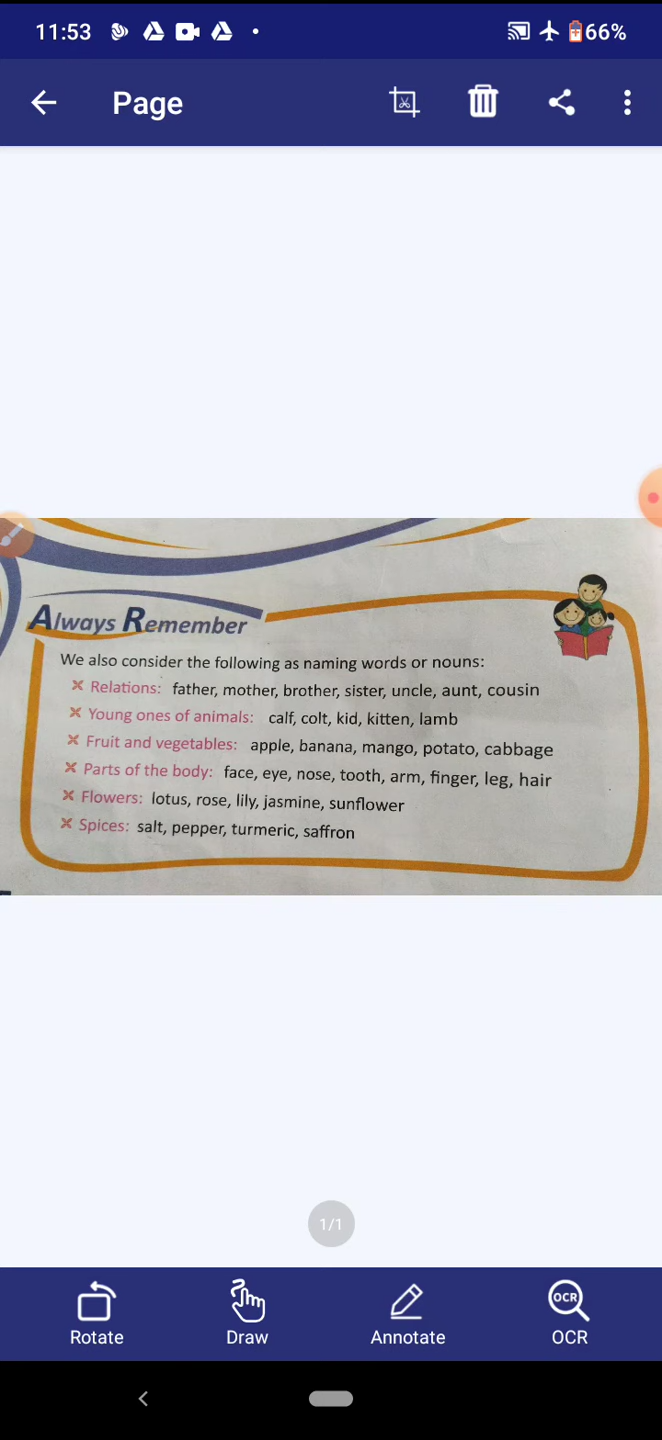 11:53
66%
Page
Always Remember
We also consider the following as naming words or nouns:
Relations: father, mother, brother, sister, uncle, aunt, cousin
Young ones of animals: calf, colt, kid, kitten, lamb
Fruit and vegetables: apple, banana, mango, potato, cabbage
Parts of the body: face, eye, nose, tooth, arm, finger, leg, hair
Flowers: lotus, rose, lily, jasmine, sunflower
Spices: salt, pepper, turmeric, saffron
1/1
OCR
Rotate Draw Annotate OCR